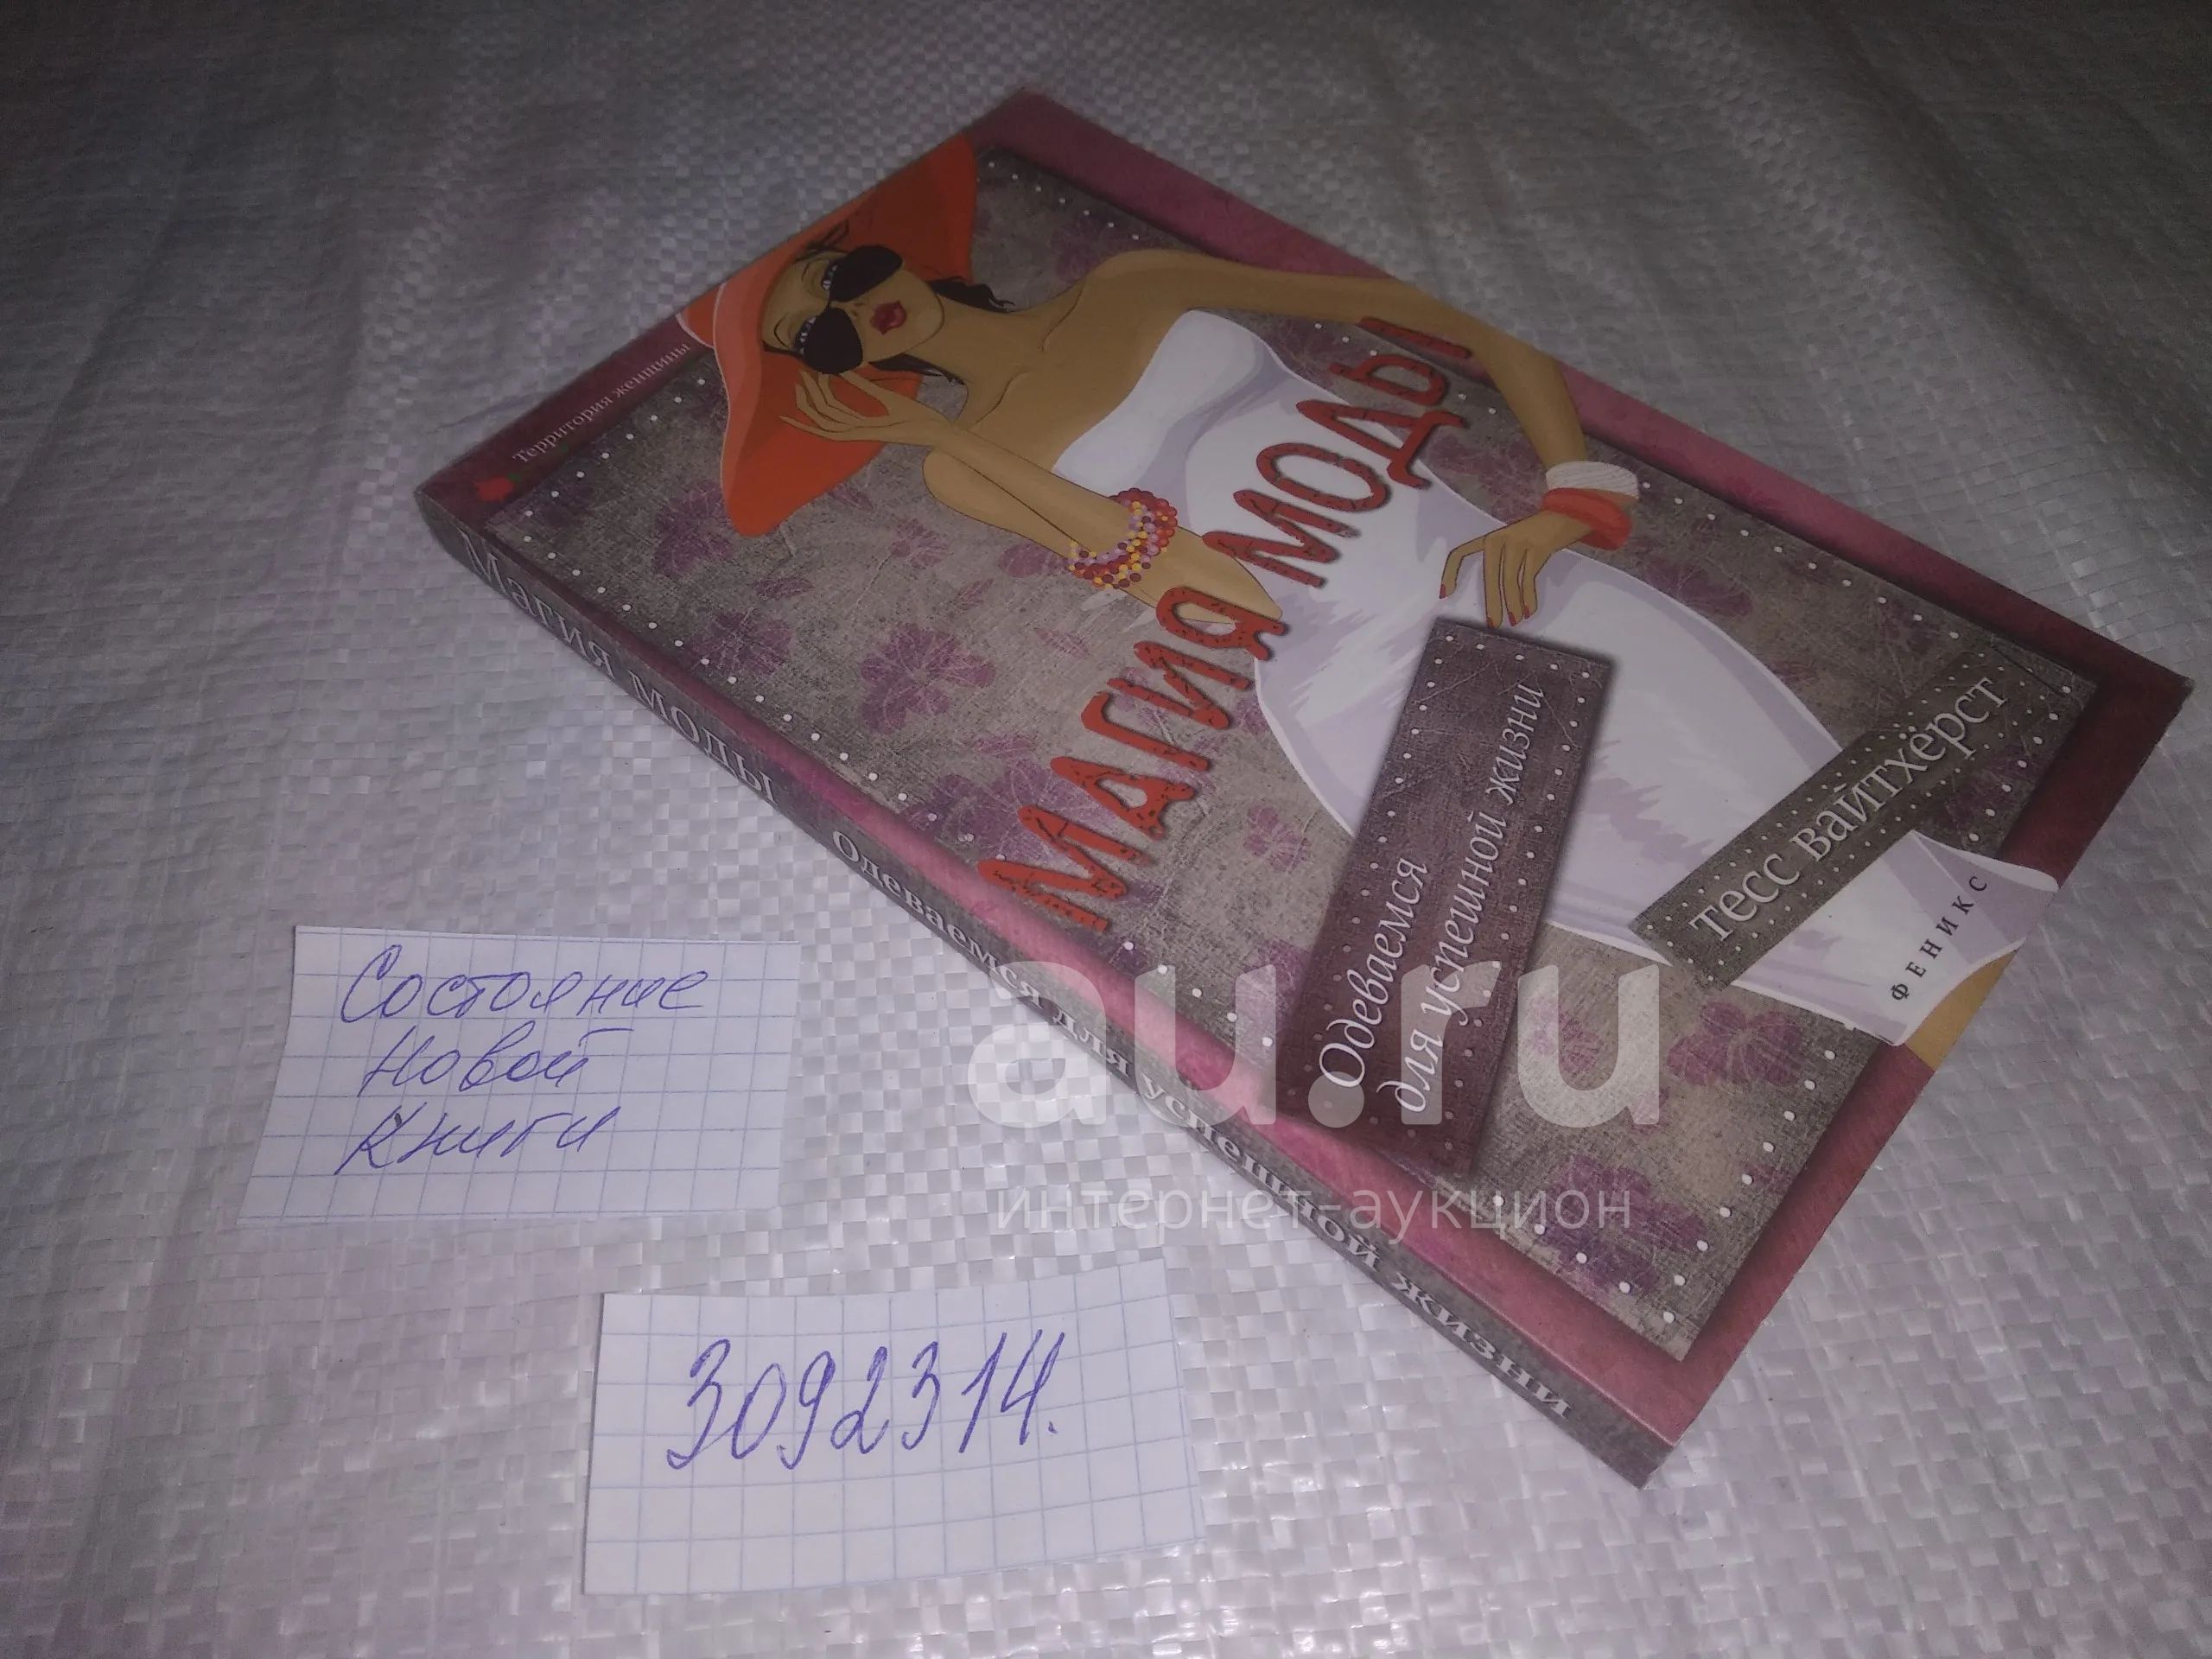 Территория женщины
МАГИЯ МОДЫ
Одеваемся
для успешной жизни
тесс вайтхёрст
ФЕНИКС
Магия моды Одеваемся для успешной жизни
Состояние
Новой
Книги
3092314.
au.ru
интернет-аукцион